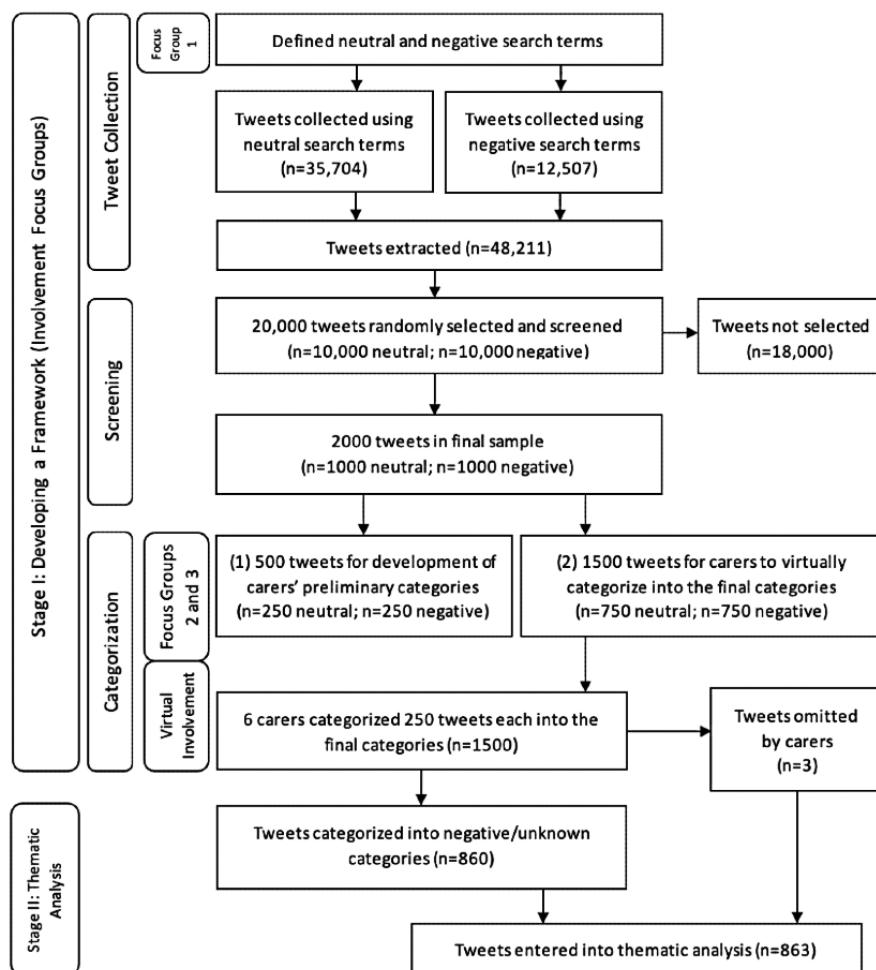 Stage I: Developing a Framework (Involvement Focus Groups)
Tweet Collection
Focus
Group
1
Defined neutral and negative search terms
Tweets collected using
neutral search terms
(n=35,704)
Tweets collected using
negative search terms
(n=12,507)
Tweets extracted (n=48,211)
Screening
20,000 tweets randomly selected and screened
(n=10,000 neutral; n=10,000 negative)
Tweets not selected
(n=18,000)
2000 tweets in final sample
(n=1000 neutral; n=1000 negative)
Categorization
Focus Groups
2 and 3
(1) 500 tweets for development of
carers’ preliminary categories
(n=250 neutral; n=250 negative)
(2) 1500 tweets for carers to virtually
categorize into the final categories
(n=750 neutral; n=750 negative)
Virtual
Involvement
6 carers categorized 250 tweets each into the
final categories (n=1500)
Tweets omitted
by carers
(n=3)
Stage II: Thematic
Analysis
Tweets categorized into negative/unknown
categories (n=860)
Tweets entered into thematic analysis (n=863)